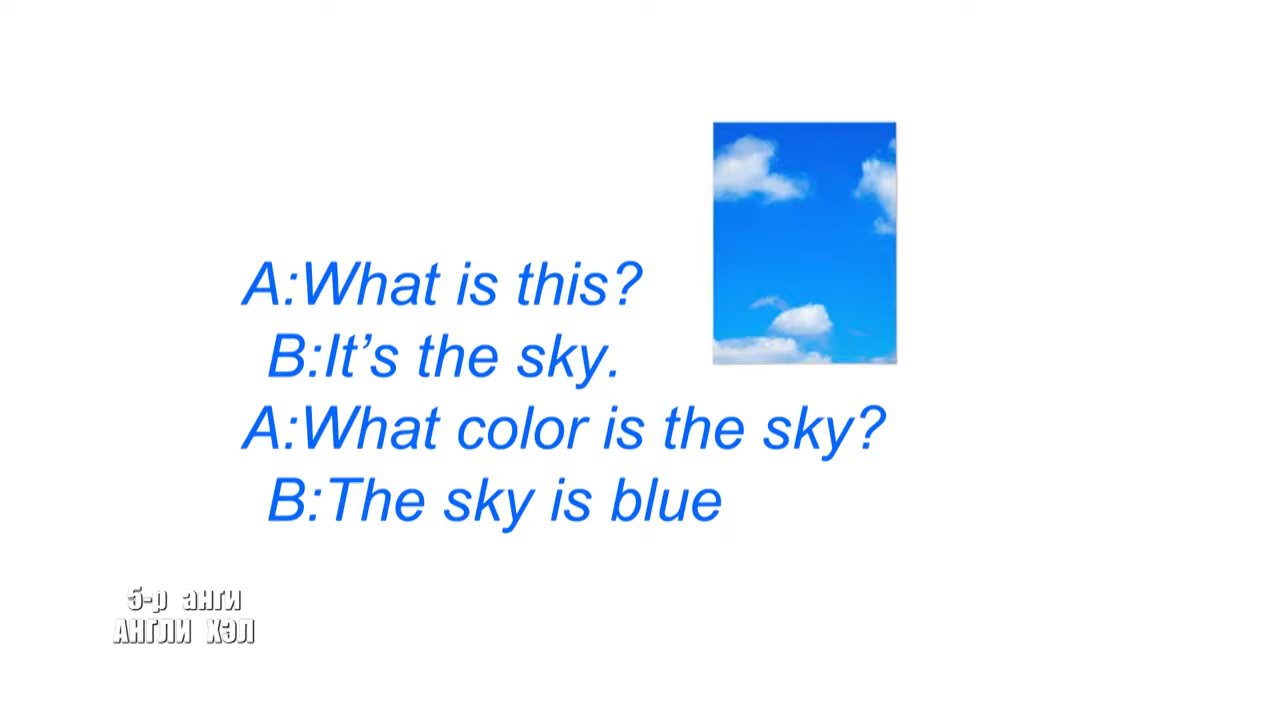 A:What is this?
B:It’s the sky.
A:What color is the sky?
B:The sky is blue
5-р анги
АНГЛИ ХЭЛ